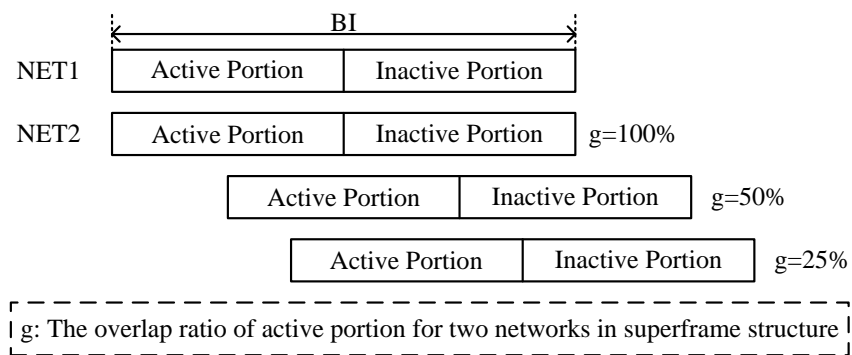 BI
NET1 Active Portion Inactive Portion
NET2 Active Portion Inactive Portion g=100%
Active Portion Inactive Portion g=50%
Active Portion Inactive Portion g=25%
g: The overlap ratio of active portion for two networks in superframe structure